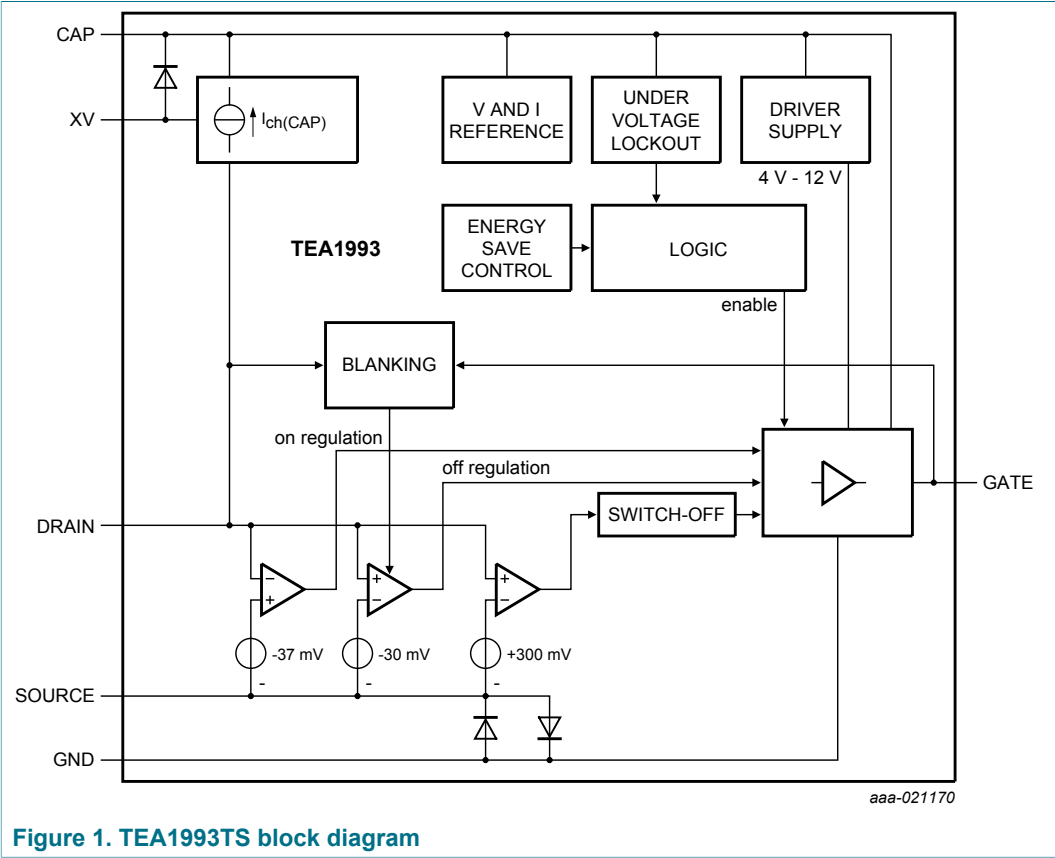 CAP
XV
I ch(CAP)
V AND I
REFERENCE
UNDER
VOLTAGE
LOCKOUT
DRIVER
SUPPLY
4 V - 12 V
TEA1993
ENERGY
SAVE
CONTROL
LOGIC
enable
BLANKING
on regulation
off regulation
GATE
SWITCH-OFF
DRAIN
-
+
+
-
+
-
-37 mV
-30 mV
+300 mV
-
-
-
SOURCE
GND
aaa-021170
Figure 1. TEA1993TS block diagram